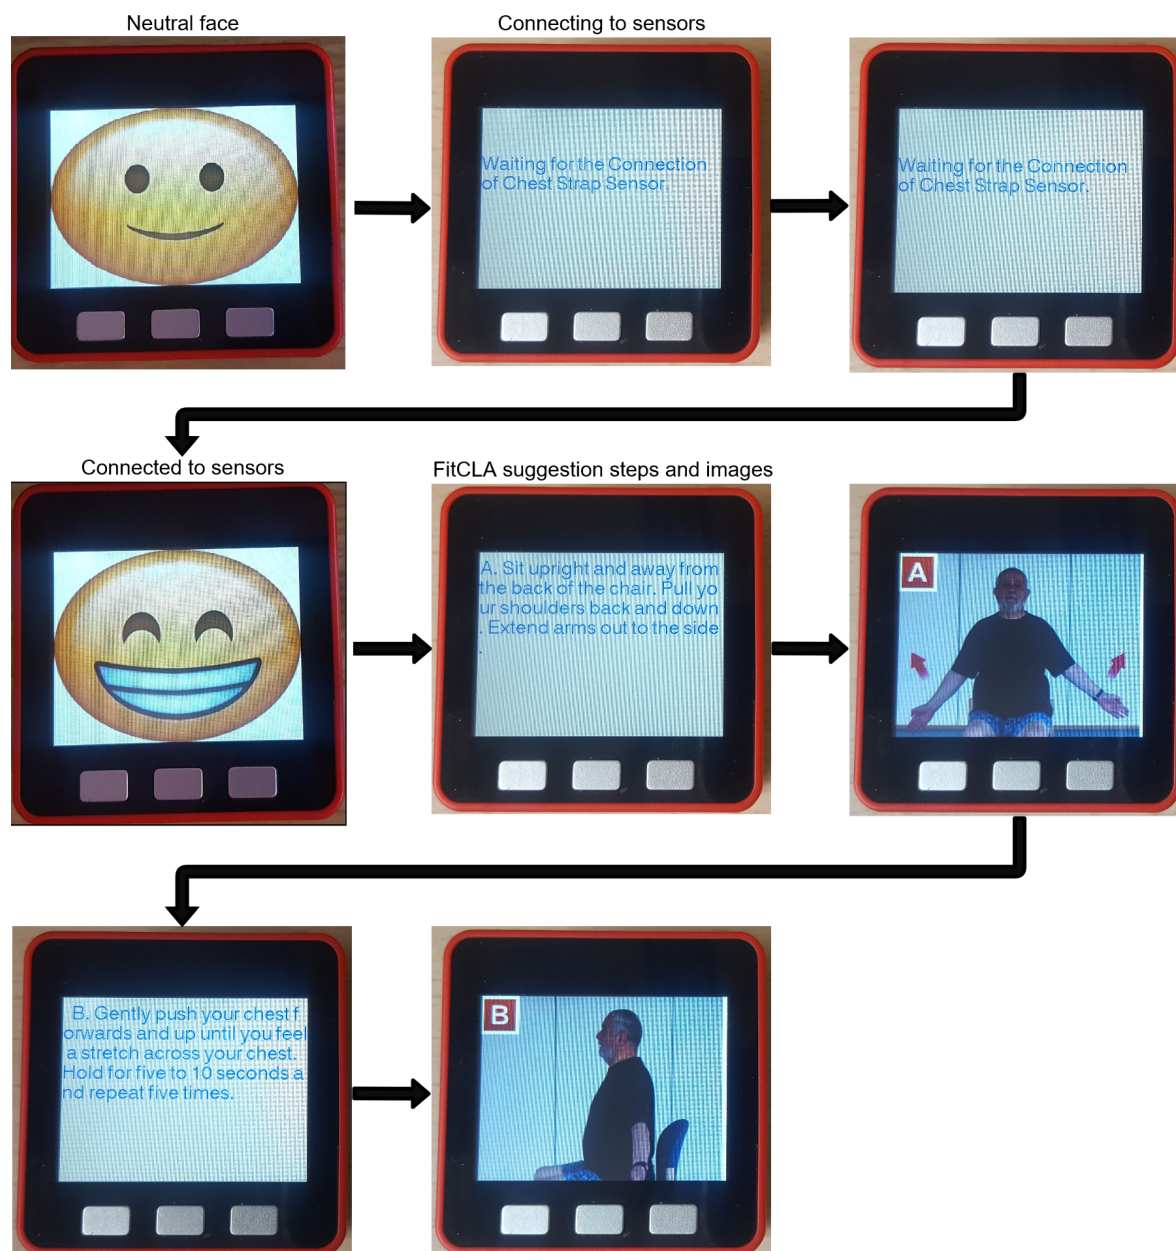 Neutral face
Connecting to sensors
Waiting for the Connection
of Chest Strap Sensor.
Waiting for the Connection
of Chest Strap Sensor.
Connected to sensors
FitCLA suggestion steps and images
A. Sit upright and away from
the back of the chair. Pull yo
ur shoulders back and down
. Extend arms out to the side
.
A
B. Gently push your chest f
orwards and up until you feel
a stretch across your chest.
Hold for five to 10 seconds a
nd repeat five times.
B